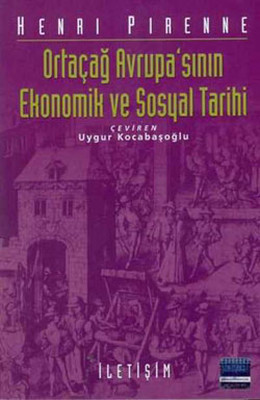 HENRI PIRENNE
Ortaçağ Avrupa'sının
Ekonomik ve Sosyal Tarihi
ÇEVİREN
Uygur Kocabaşoğlu
İLETİŞİM